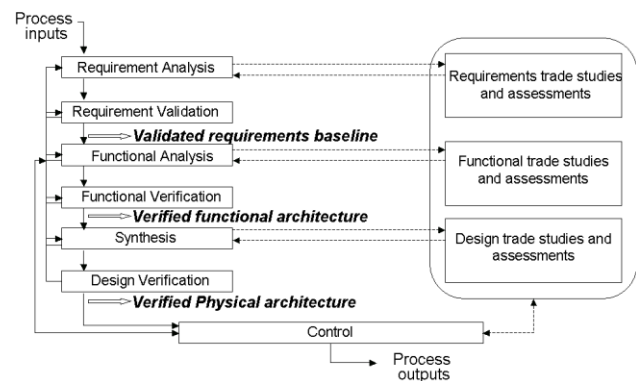 Process
inputs
Requirement Analysis
Requirement Validation
Validated requirements baseline
Functional Analysis
Functional Verification
Verified functional architecture
Synthesis
Design Verification
Verified Physical architecture
Control
Process
outputs
Requirements trade studies
and assessments
Functional trade studies
and assessments
Design trade studies and
assessments